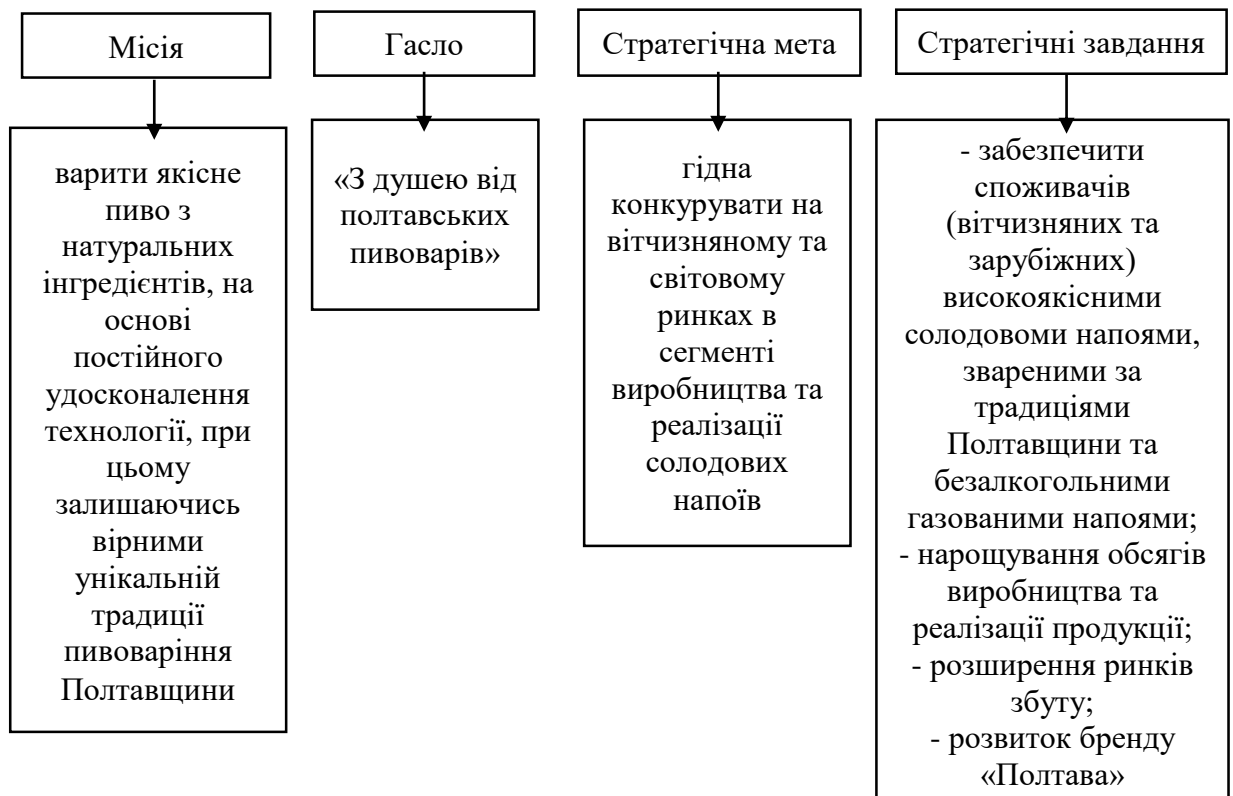 Місія
варити якісне
пиво з
натуральних
інгредієнтів, на
основі
постійного
удосконалення
технології, при
цьому
залишаючись
вірними
унікальній
традиції
пивоваріння
Полтавщини
Гасло
«З душею від
полтавських
пивоварів»
Стратегічна мета
гідна
конкурувати на
вітчизняному та
світовому
ринках в
сегменті
виробництва та
реалізації
солодових
напоїв
Стратегічні завдання
- забезпечити
споживачів
(вітчизняних та
зарубіжних)
високоякісними
солодовоми напоями,
звареними за
традиціями
Полтавщини та
безалкогольними
газованими напоями;
- нарощування обсягів
виробництва та
реалізації продукції;
- розширення ринків
збуту;
- розвиток бренду
«Полтава»